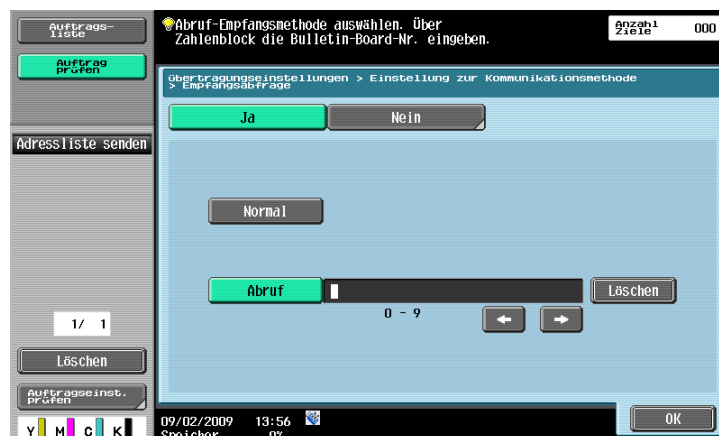 Auftrags-
liste
Auftrag
prüfen
Adressliste senden
1/ 1
Löschen
Auftragseinst.
prüfen
Y M C K
Abruf-Empfangsmethode auswählen. Über
Zahlenblock die Bulletin-Board-Nr. eingeben.
Anzahl
Ziele 000
Übertragungseinstellungen > Einstellung zur Kommunikationsmethode
> Empfangsabfrage
Ja Nein
Normal
Abruf Löschen
0 - 9
09/02/2009 13:56
Speicher 0%
OK